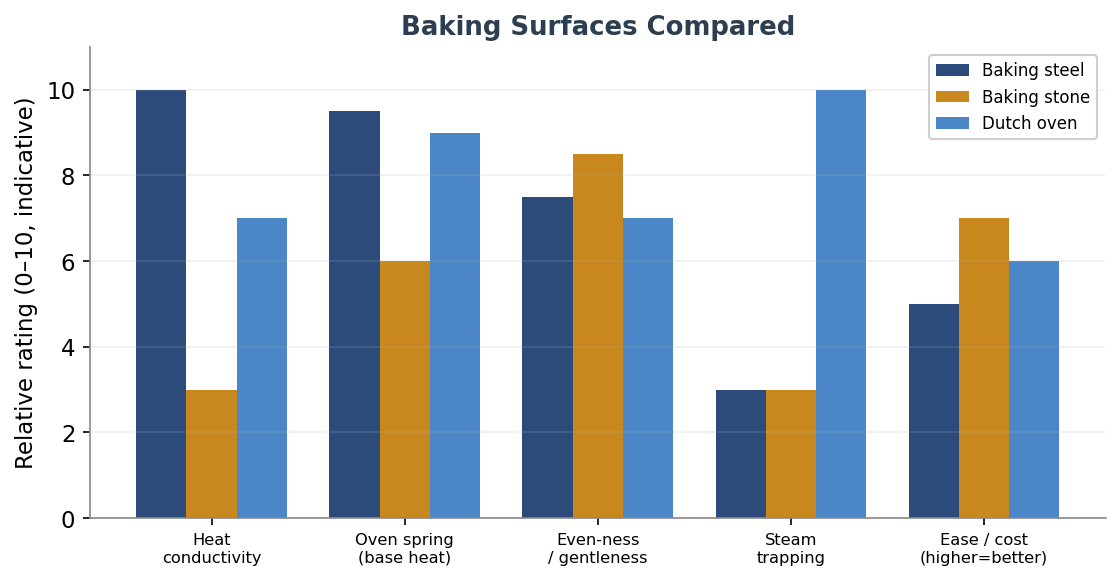 Baking Surfaces Compared
Relative rating (0–10, indicative)
10
8
6
4
2
0
Baking steel
Baking stone
Dutch oven
Heat
conductivity
Oven spring
(base heat)
Even-ness
/ gentleness
Steam
trapping
Ease / cost
(higher=better)